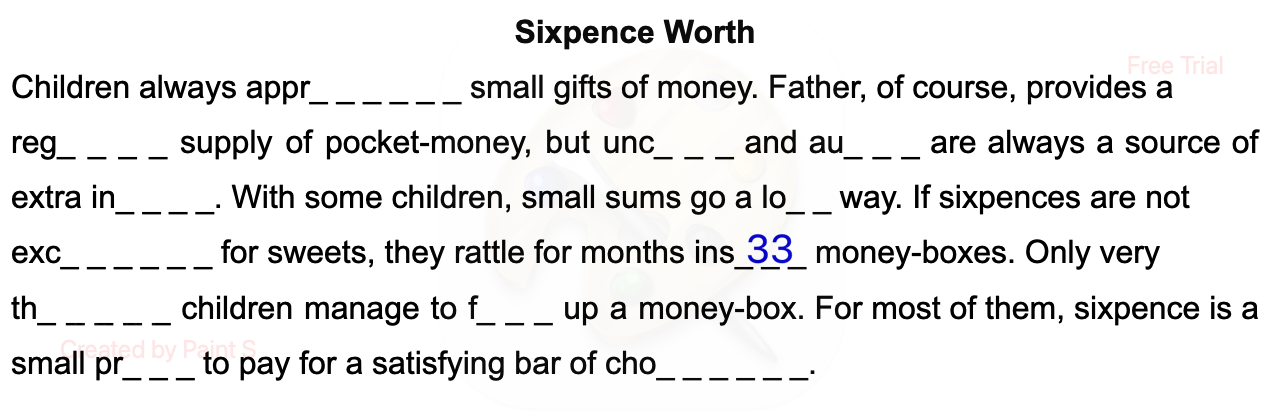 Sixpence Worth
Free Trial
Children always appr_ _ _ _ _ _ small gifts of money. Father, of course, provides a
reg_ _ _ _ supply of pocket-money, but unc_ _ _ and au_ _ _ are always a source of
extra in_ _ _ _. With some children, small sums go a lo_ _ way. If sixpences are not
exc_ _ _ _ _ _ for sweets, they rattle for months ins_33_ money-boxes. Only very
th_ _ _ _ _ children manage to f_ _ _ up a money-box. For most of them, sixpence is a
Created by Paint S
small pr_ _ _ to pay for a satisfying bar of cho_ _ _ _ _ _.